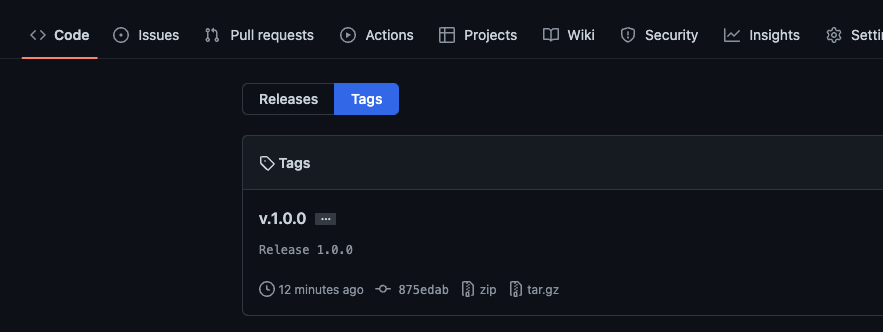 Code Issues Pull requests Actions Projects Wiki Security Insights
Releases Tags
Tags
v.1.0.0 ...
Release 1.0.0
12 minutes ago 875edab zip tar.gz